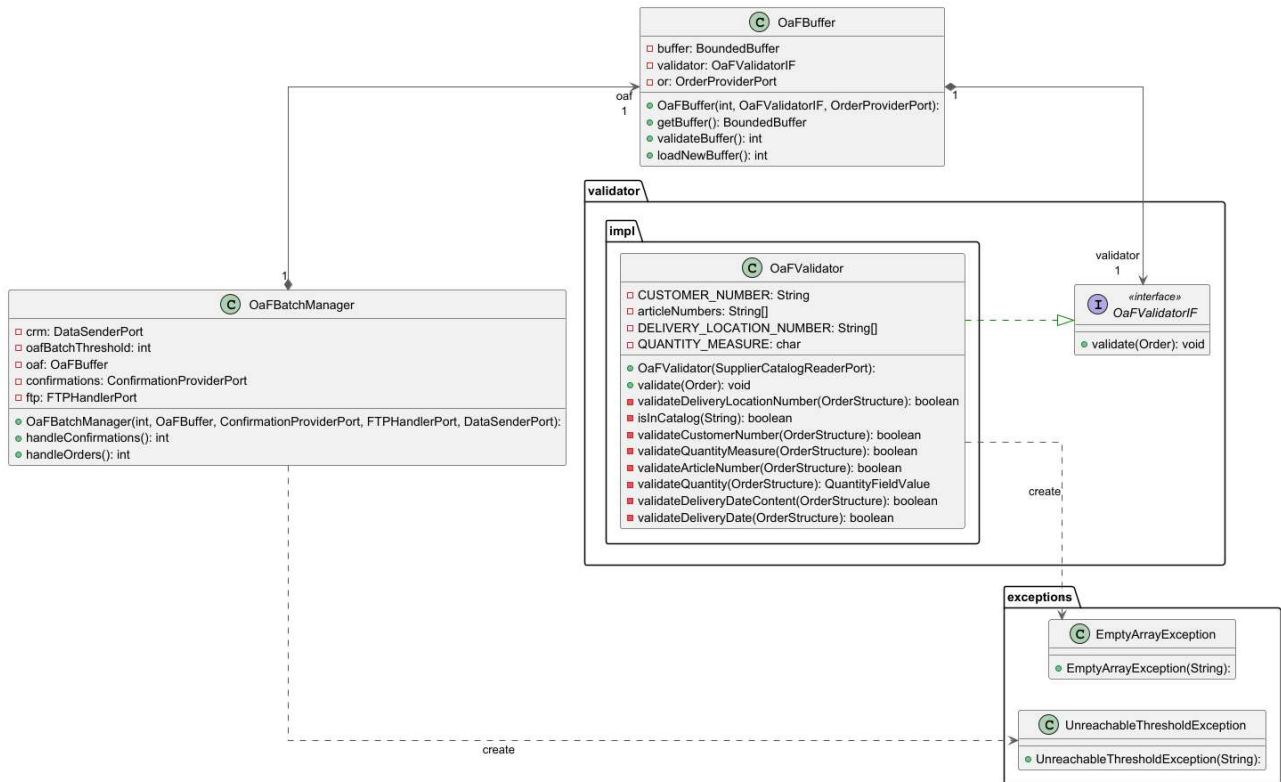 C OaFBuffer
buffer: BoundedBuffer
validator: OaFValidatorIF
or: OrderProviderPort
OaFBuffer(int, OaFValidatorIF, OrderProviderPort):
getBuffer(): BoundedBuffer
validateBuffer(): int
loadNewBuffer(): int
oaf
1
1
validator
impl
C OaFValidator
CUSTOMER_NUMBER: String
articleNumbers: String[]
DELIVERY_LOCATION_NUMBER: String[]
QUANTITY_MEASURE: char
OaFValidator(SupplierCatalogReaderPort):
validate(Order): void
validateDeliveryLocationNumber(OrderStructure): boolean
isInCatalog(String): boolean
validateCustomerNumber(OrderStructure): boolean
validateQuantityMeasure(OrderStructure): boolean
validateArticleNumber(OrderStructure): boolean
validateQuantity(OrderStructure): QuantityFieldValue
validateDeliveryDateContent(OrderStructure): boolean
validateDeliveryDate(OrderStructure): boolean
validator
1
I «interface»
OaFValidatorIF
validate(Order): void
1
C OaFBatchManager
crm: DataSenderPort
oafBatchThreshold: int
oaf: OaFBuffer
confirmations: ConfirmationProviderPort
ftp: FTPHandlerPort
OaFBatchManager(int, OaFBuffer, ConfirmationProviderPort, FTPHandlerPort, DataSenderPort):
handleConfirmations(): int
handleOrders(): int
create
exceptions
C EmptyArrayException
EmptyArrayException(String):
C UnreachableThresholdException
UnreachableThresholdException(String):
create